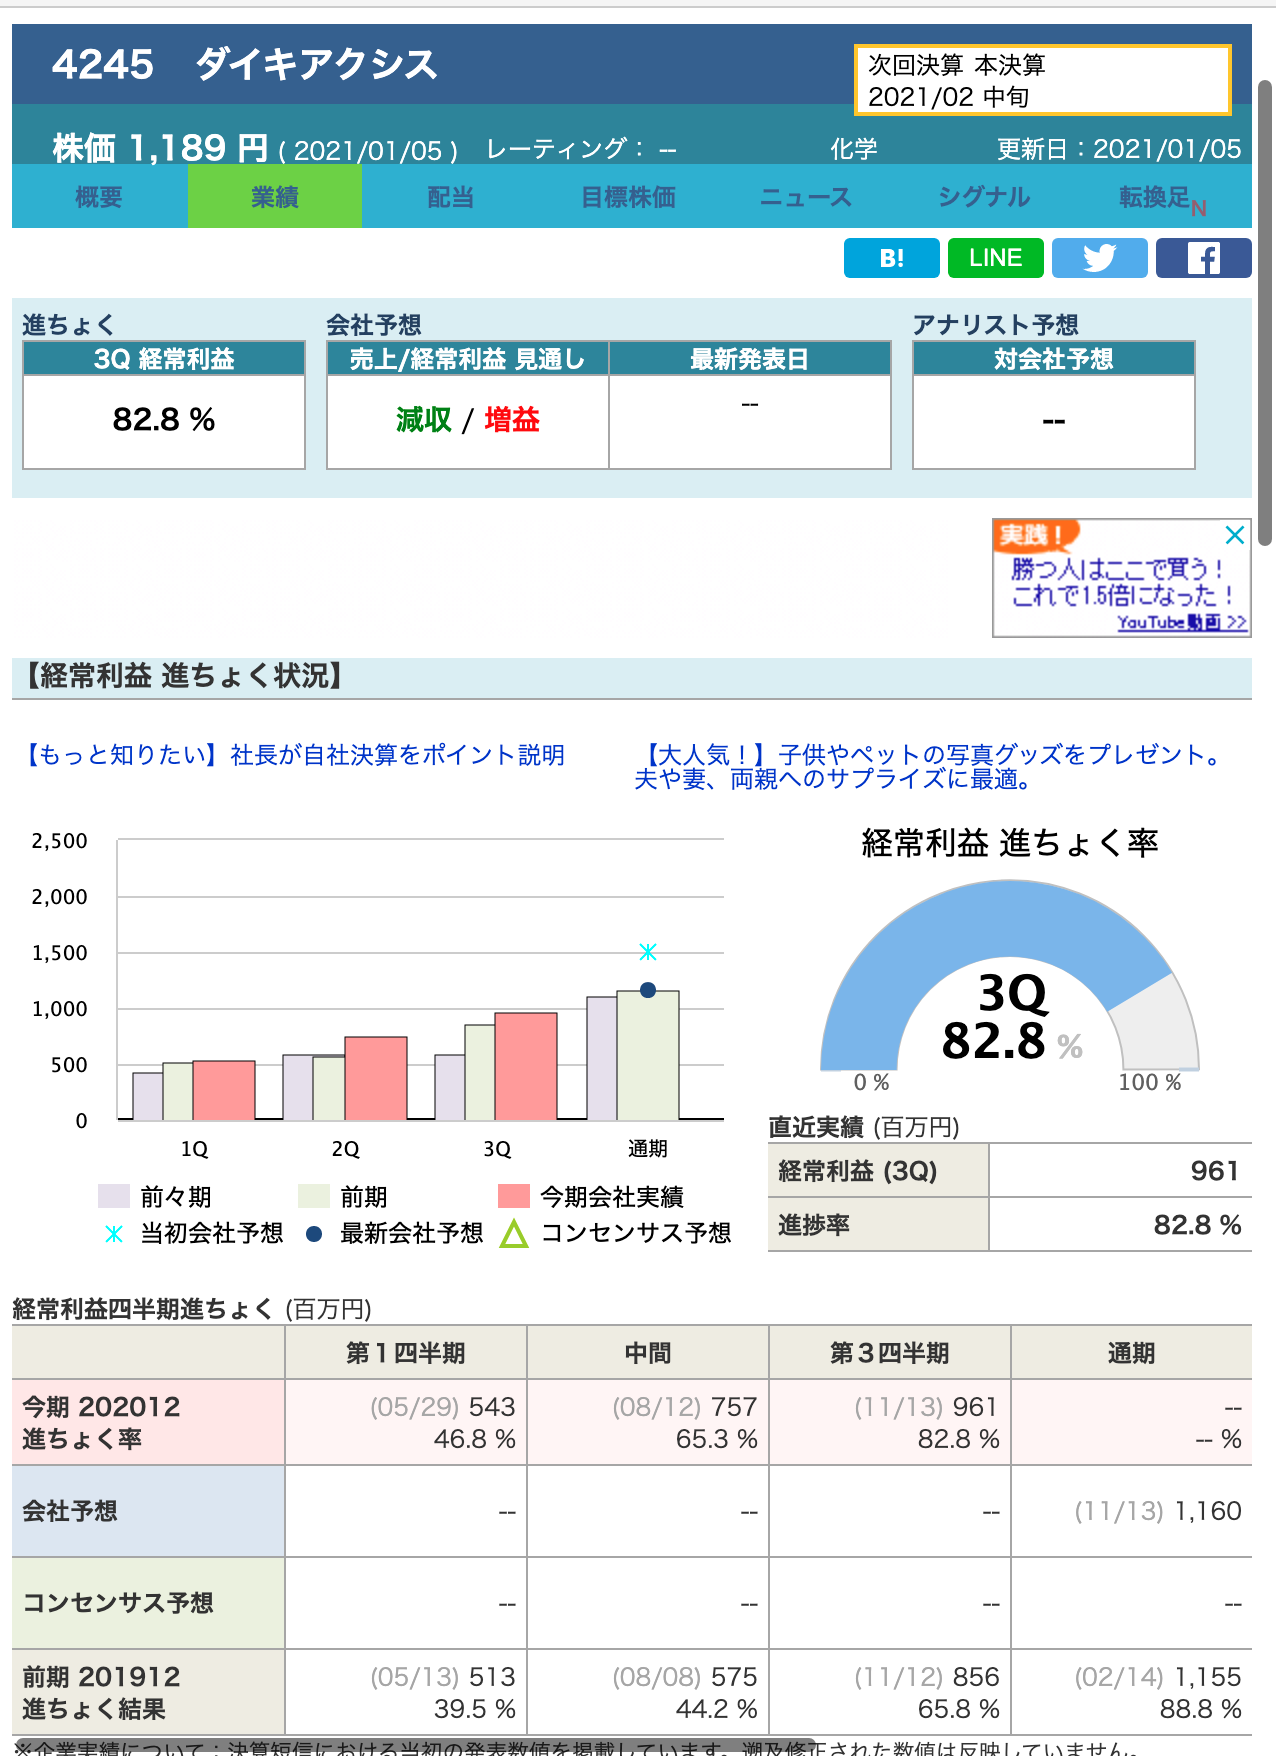 4245　ダイキアクシス
次回決算 本決算
2021/02 中旬
株価 1,189 円 ( 2021/01/05 )　レーティング： --　化学　更新日：2021/01/05
概要　業績　配当　目標株価　ニュース　シグナル　転換足N
B!　LINE
進ちょく　会社予想　アナリスト予想
3Q 経常利益　売上/経常利益 見通し　最新発表日　対会社予想
82.8 %　減収 / 増益　--　--
実践！
勝つ人はここで買う！
これで1.5倍になった！
YouTube動画 >>
【経常利益 進ちょく状況】
【もっと知りたい】社長が自社決算をポイント説明
【大人気！】子供やペットの写真グッズをプレゼント。
夫や妻、両親へのサプライズに最適。
2,500
2,000
1,500
1,000
500
0
1Q　2Q　3Q　通期
前々期　前期　今期会社実績
当初会社予想　最新会社予想　コンセンサス予想
経常利益 進ちょく率
3Q
82.8 %
0 %　100 %
直近実績 (百万円)
経常利益 (3Q)　961
進捗率　82.8 %
経常利益四半期進ちょく (百万円)
第１四半期　中間　第３四半期　通期
今期 202012　(05/29) 543　(08/12) 757　(11/13) 961　--
進ちょく率　46.8 %　65.3 %　82.8 %　-- %
会社予想　--　--　--　(11/13) 1,160
コンセンサス予想　--　--　--　--
前期 201912　(05/13) 513　(08/08) 575　(11/12) 856　(02/14) 1,155
進ちょく結果　39.5 %　44.2 %　65.8 %　88.8 %
※企業実績について：決算短信における当初の発表数値を掲載しています。遡及修正された数値は反映していません。